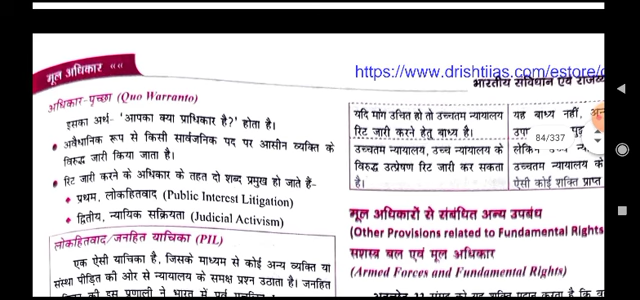 मूल अधिकार ‹‹
https://www.drishtiias.com/estore/
भारतीय संविधान एवं राजव्य
अधिकार-पृच्छा (Quo Warranto)
इसका अर्थ- 'आपका क्या प्राधिकार है?' होता है।
अवैधानिक रूप से किसी सार्वजनिक पद पर आसीन व्यक्ति के
विरुद्ध जारी किया जाता है।
रिट जारी करने के अधिकार के तहत दो शब्द प्रमुख हो जाते हैं-
प्रथम, लोकहितवाद (Public Interest Litigation)
द्वितीय, न्यायिक सक्रियता (Judicial Activism)
लोकहितवाद/जनहित याचिका (PIL)
एक ऐसी याचिका है, जिसके माध्यम से कोई अन्य व्यक्ति या
संस्था पीड़ित की ओर से न्यायालय के समक्ष प्रश्न उठाता है। जनहित
की इस प्रणाली ने भारत में
यदि मांग उचित हो तो उच्चतम न्यायालय
रिट जारी करने हेतु बाध्य है।
यह बाध्य नहीं,
84/337
उच्चतम न्यायालय, उच्च न्यायालय के
विरुद्ध उत्प्रेषण रिट जारी कर सकता
है।
लेकिन
उच्चतम न्यायालय के
ऐसी कोई शक्ति प्राप्त
मूल अधिकारों से संबंधित अन्य उपबंध
(Other Provisions related to Fundamental Rights
सशस्त्र बल एवं मूल अधिकार
(Armed Forces and Fundamental Rights)